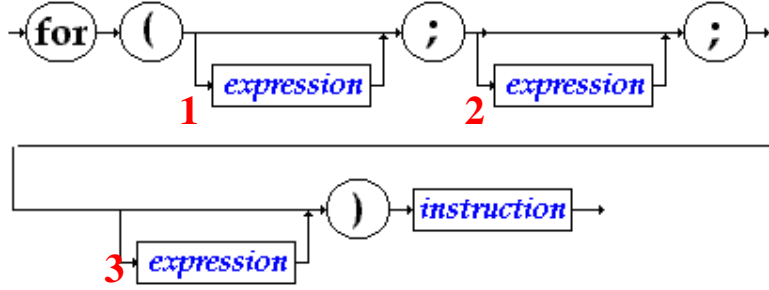 for ( ; ;
1 expression 2 expression
) instruction
3 expression